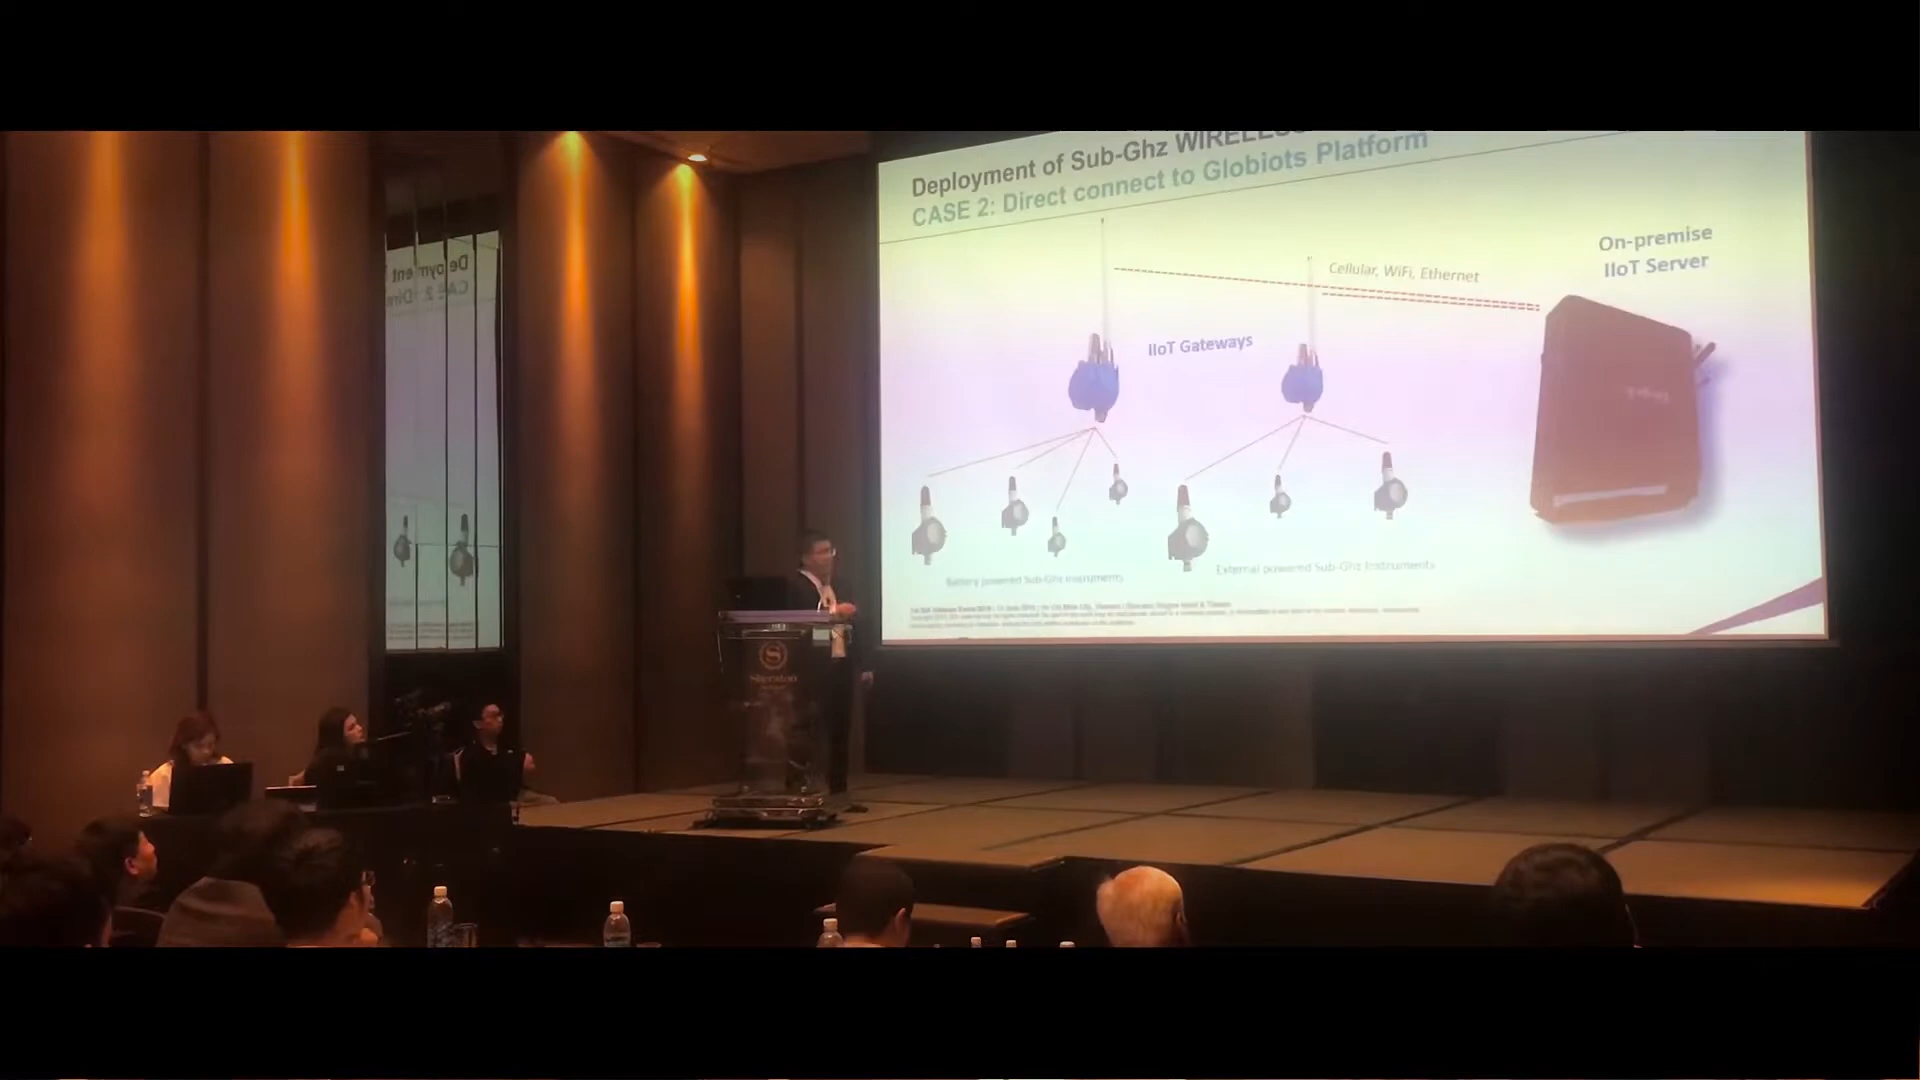 Deployment of Sub-Ghz WIRELESS
CASE 2: Direct connect to Globiots Platform
On-premise
IIoT Server
Cellular, WiFi, Ethernet
IIoT Gateways
Battery powered Sub-Ghz Instruments
External powered Sub-Ghz Instruments
Sheraton